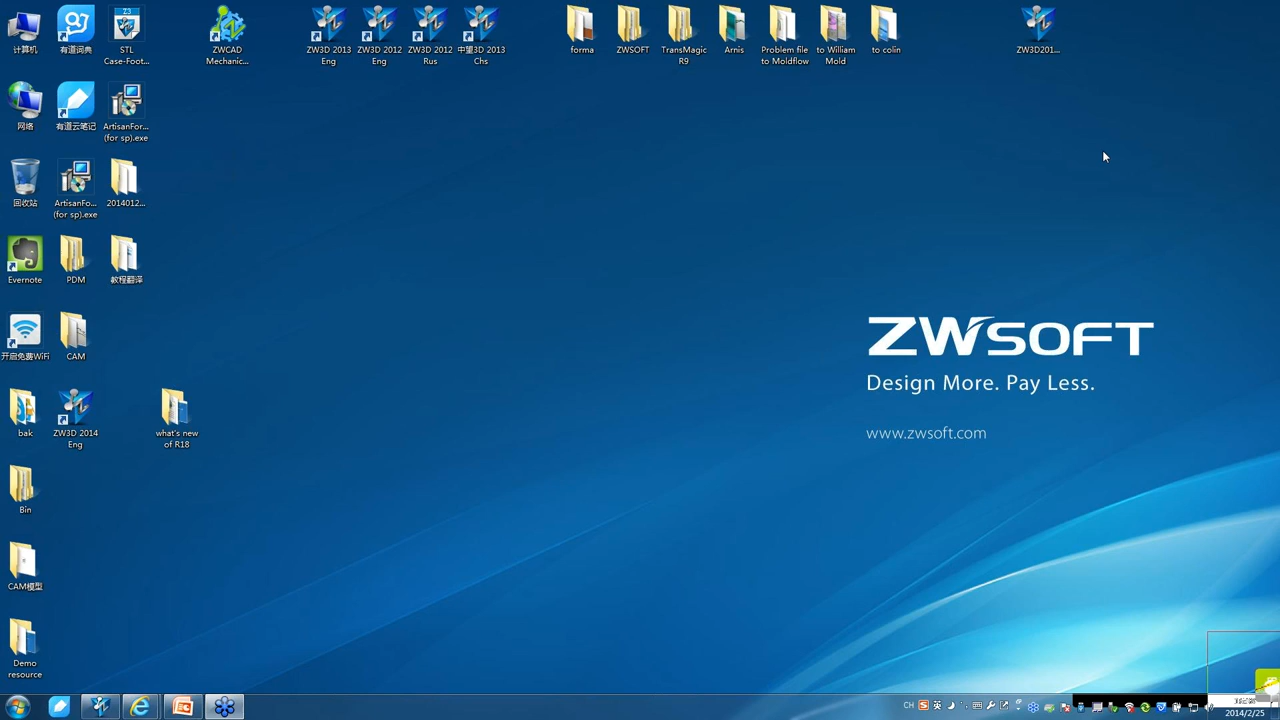 计算机
有道词典
STL
Case-Foot...
ZWCAD
Mechanic...
ZW3D 2013
Eng
ZW3D 2012
Eng
ZW3D 2012
Rus
中望3D 2013
Chs
forma
ZWSOFT
TransMagic
R9
Arnis
Problem file
to Moldflow
to William
Mold
to colin
ZW3D201...
网络
有道云笔记
ArtisanFor...
(for sp).exe
回收站
ArtisanFo...
(for sp).exe
2014012...
Evernote
PDM
教程翻译
开启免费WiFi
CAM
bak
ZW3D 2014
Eng
what's new
of R18
Bin
CAM模型
Demo
resource
ZWSOFT
Design More. Pay Less.
www.zwsoft.com
CH
英
2014/2/25